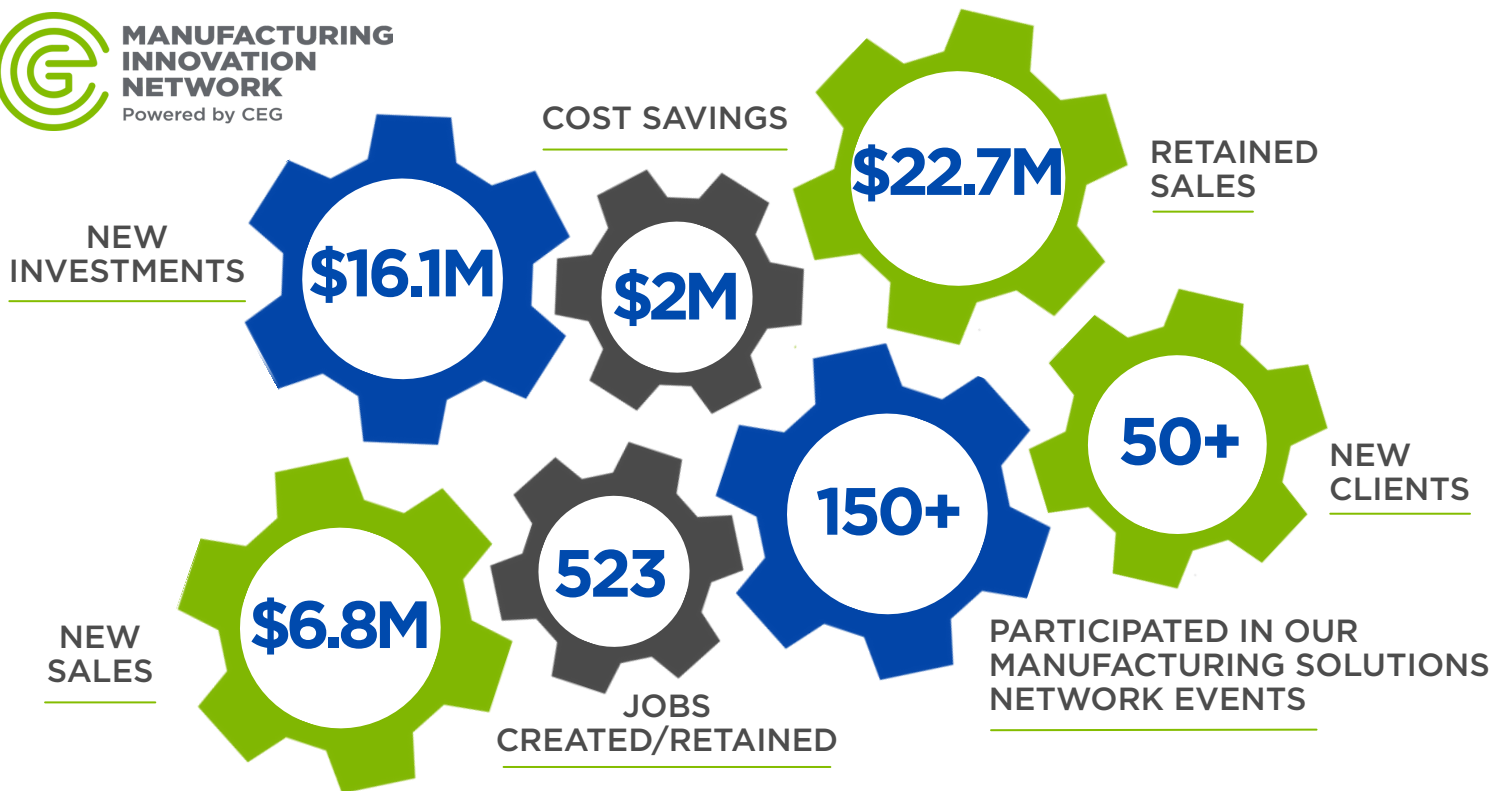 MANUFACTURING
INNOVATION
NETWORK
Powered by CEG
COST SAVINGS
$2M
$22.7M
RETAINED
SALES
NEW
INVESTMENTS
$16.1M
50+
NEW
CLIENTS
150+
PARTICIPATED IN OUR
MANUFACTURING SOLUTIONS
NETWORK EVENTS
523
JOBS
CREATED/RETAINED
$6.8M
NEW
SALES